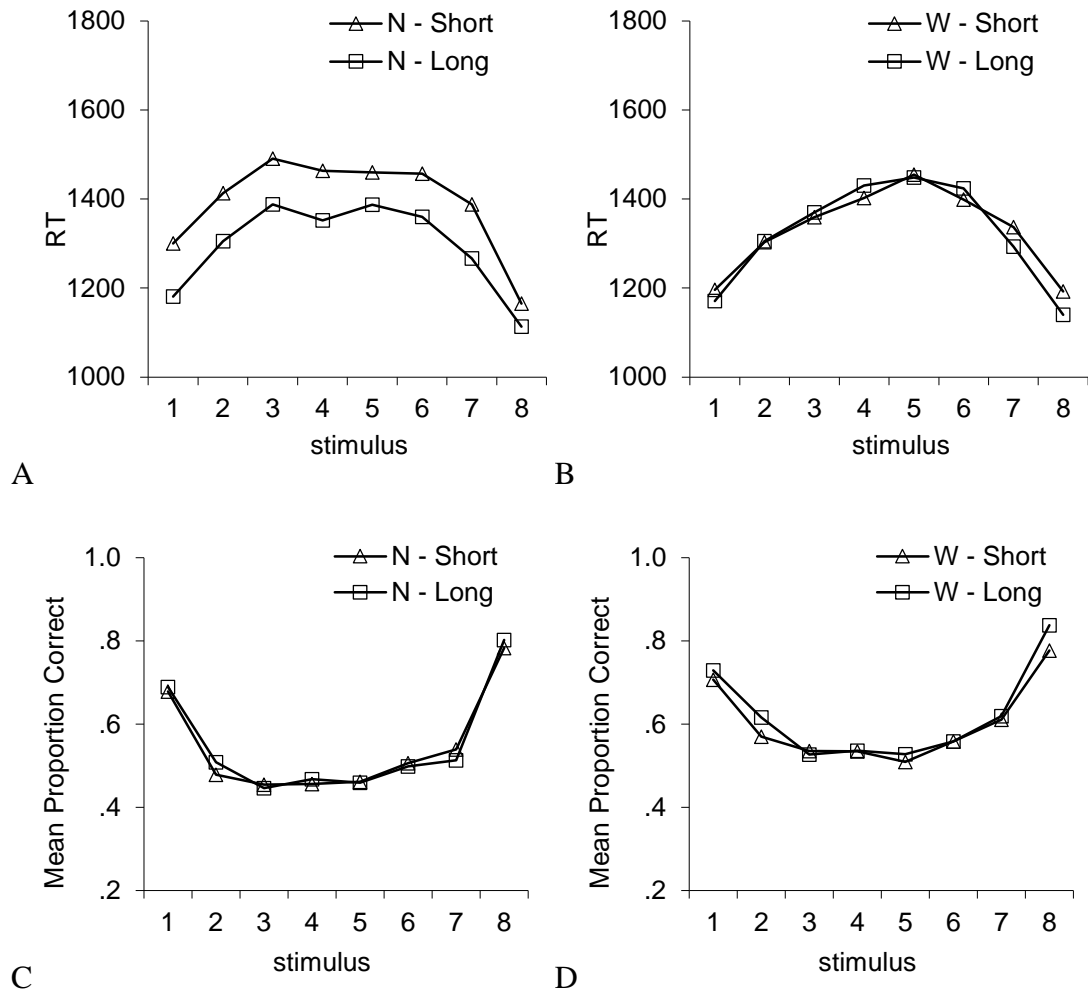 N - Short
N - Long
1800
1600
1400
1200
1000
RT
1 2 3 4 5 6 7 8
stimulus
A
W - Short
W - Long
1800
1600
1400
1200
1000
RT
1 2 3 4 5 6 7 8
stimulus
B
N - Short
N - Long
1.0
.8
.6
.4
.2
Mean Proportion Correct
1 2 3 4 5 6 7 8
stimulus
C
W - Short
W - Long
1.0
.8
.6
.4
.2
Mean Proportion Correct
1 2 3 4 5 6 7 8
stimulus
D